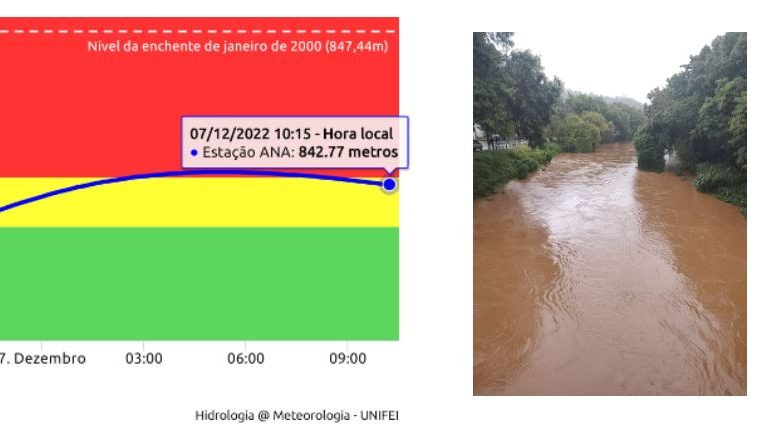 Nível da enchente de janeiro de 2000 (847,44m)
07/12/2022 10:15 - Hora local
● Estação ANA: 842.77 metros
7. Dezembro 03:00 06:00 09:00
Hidrologia @ Meteorologia - UNIFEI